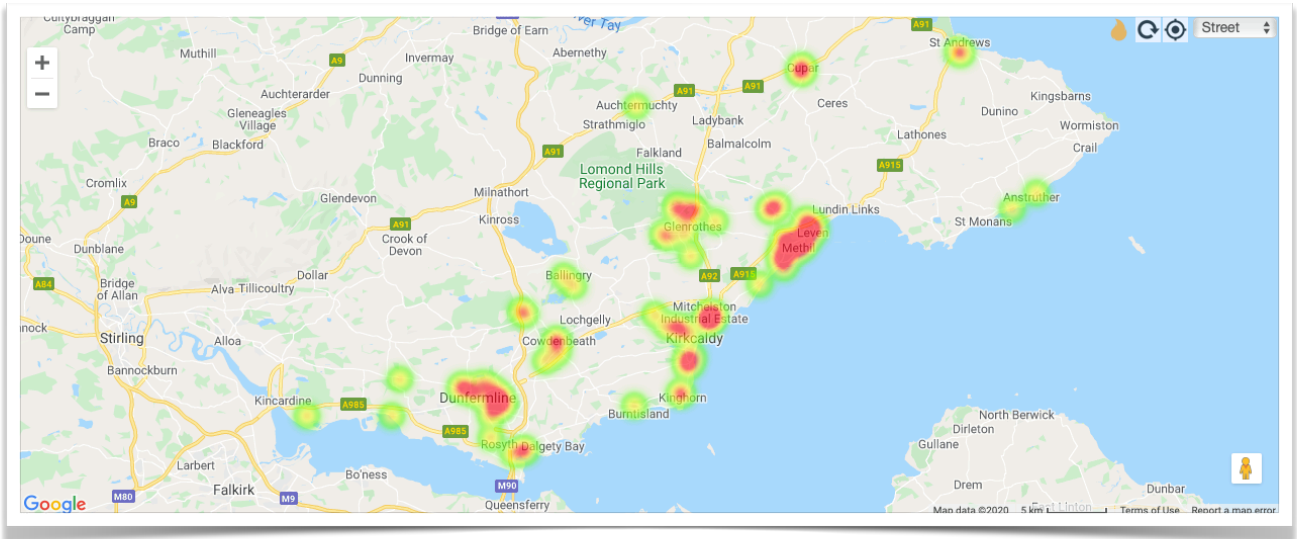 Cultybraggan
Camp
Bridge of Earn
A91
St Andrews
Street
+
−
Muthill
A9
Invermay
Abernethy
Dunning
Cupar
Auchterarder
A91
A91
Kingsbarns
Gleneagles
Village
Auchtermuchty
Ceres
Dunino
Strathmiglo
Ladybank
Wormiston
Braco
Blackford
Balmalcolm
Lathones
Crail
A91
Falkland
A915
Lomond Hills
Regional Park
Cromlix
Glendevon
Milnathort
Anstruther
A9
Kinross
Lundin Links
St Monans
A91
Glenrothes
Leven
Doune
Dunblane
Crook of
Devon
Methil
A84
Bridge
of Allan
Dollar
Ballingry
A92
A915
Alva
Tillicoultry
Mitchelston
Industrial Estate
Lochgelly
Stirling
Alloa
Cowdenbeath
Kirkcaldy
Bannockburn
Kincardine
A985
Dunfermline
Kinghorn
Burntisland
North Berwick
A985
Dirleton
Rosyth
Dalgety Bay
Gullane
Larbert
Bo'ness
Falkirk
M80
M9
M90
Queensferry
Drem
Dunbar
East Linton
Google
Map data ©2020
5 km
Terms of Use
Report a map error